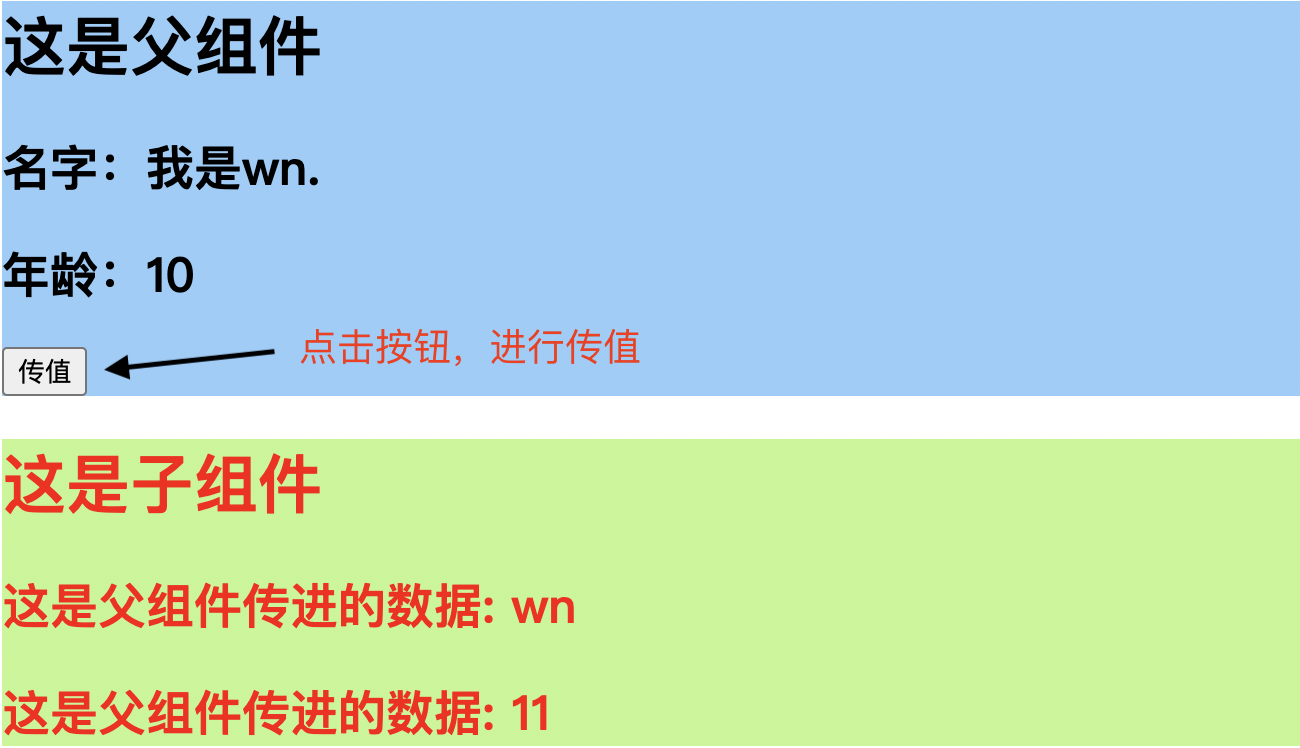 这是父组件
名字：我是wn.
年龄：10
点击按钮，进行传值
传值
这是子组件
这是父组件传进的数据: wn
这是父组件传进的数据: 11